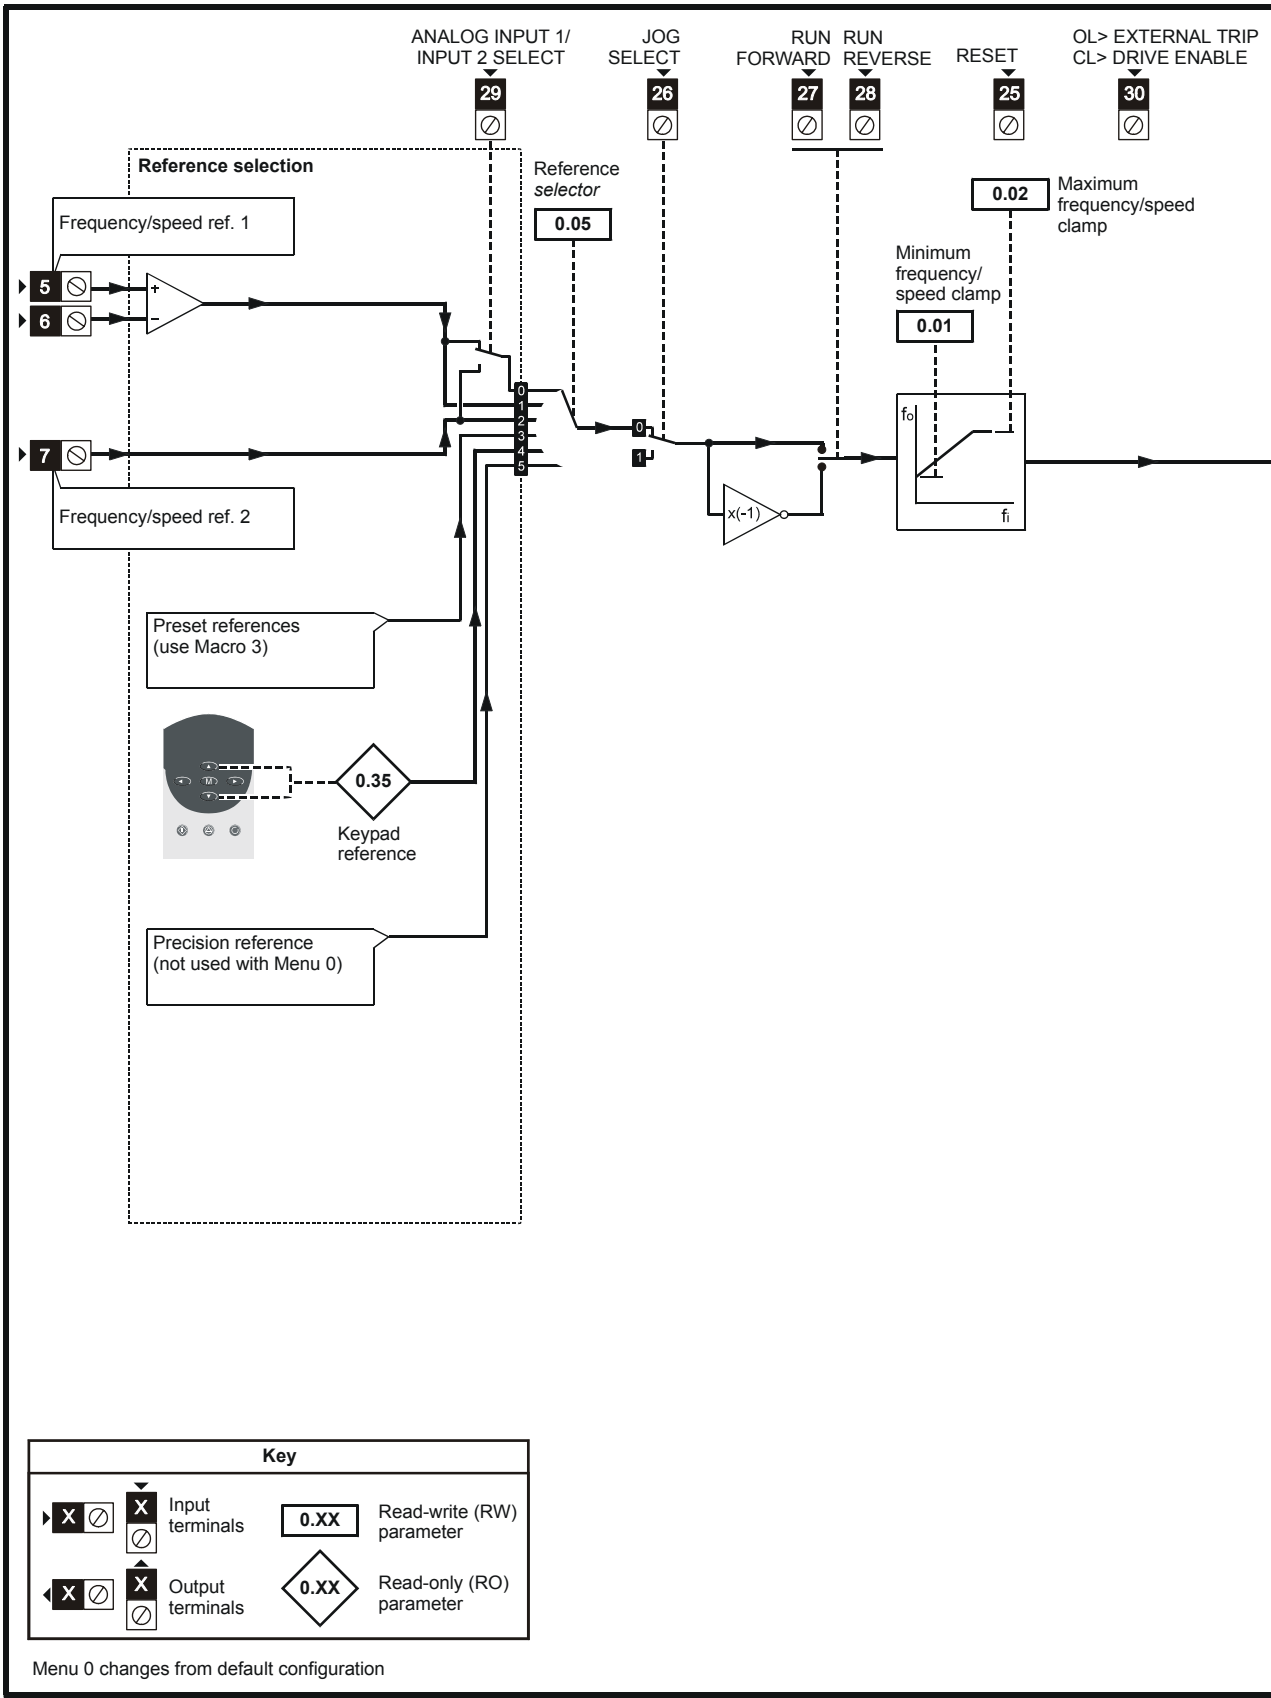 ANALOG INPUT 1/
INPUT 2 SELECT
JOG
SELECT
RUN
FORWARD
RUN
REVERSE
RESET
OL> EXTERNAL TRIP
CL> DRIVE ENABLE
29
26
27
28
25
30
Reference selection
Reference
selector
0.05
0.02
Maximum
frequency/speed
clamp
Minimum
frequency/
speed clamp
0.01
Frequency/speed ref. 1
5
6
+
−
7
Frequency/speed ref. 2
0
1
2
3
4
5
0
1
x(-1)
fo
fi
Preset references
(use Macro 3)
M
0.35
Keypad
reference
Precision reference
(not used with Menu 0)
Key
X
X
Input
terminals
0.XX
Read-write (RW)
parameter
X
X
Output
terminals
0.XX
Read-only (RO)
parameter
Menu 0 changes from default configuration